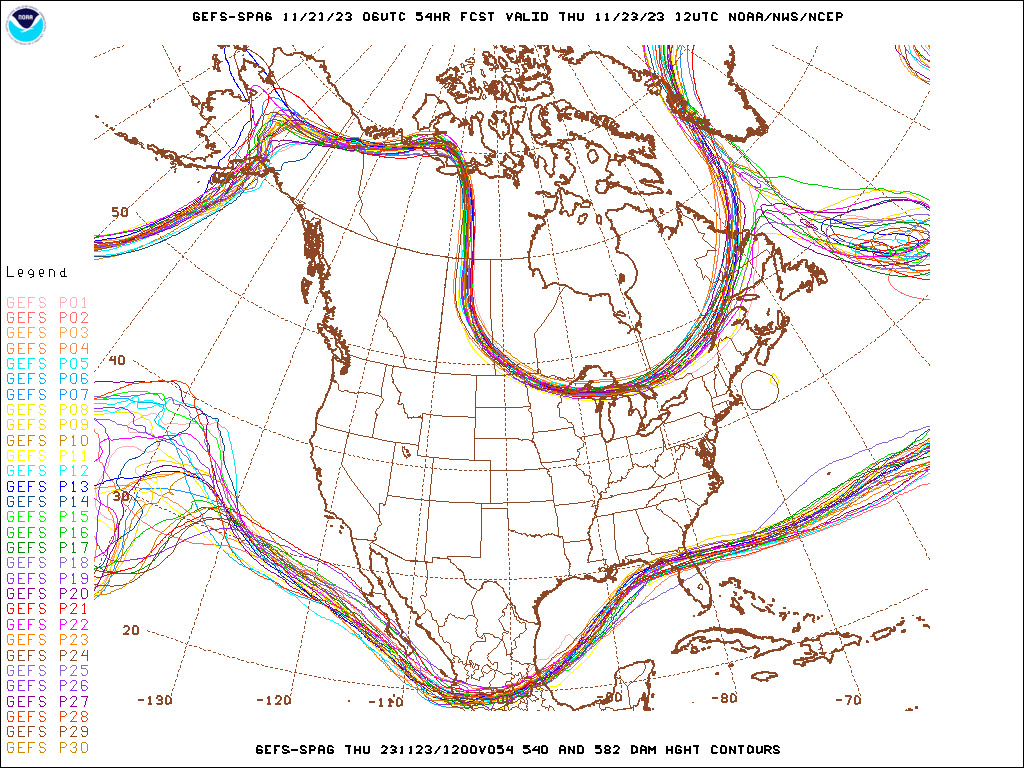 NOAA
GEFS-SPAG 11/21/23 06UTC 54HR FCST VALID THU 11/23/23 12UTC NOAA/NWS/NCEP
50
Legend
GEFS P01
GEFS P02
GEFS P03
GEFS P04
GEFS P05
GEFS P06
GEFS P07
GEFS P08
GEFS P09
GEFS P10
GEFS P11
GEFS P12
GEFS P13
GEFS P14
GEFS P15
GEFS P16
GEFS P17
GEFS P18
GEFS P19
GEFS P20
GEFS P21
GEFS P22
GEFS P23
GEFS P24
GEFS P25
GEFS P26
GEFS P27
GEFS P28
GEFS P29
GEFS P30
40
30
20
-130 -120 -110 -90 -80 -70
GEFS-SPAG THU 231123/1200V054 540 AND 582 DAM HGHT CONTOURS